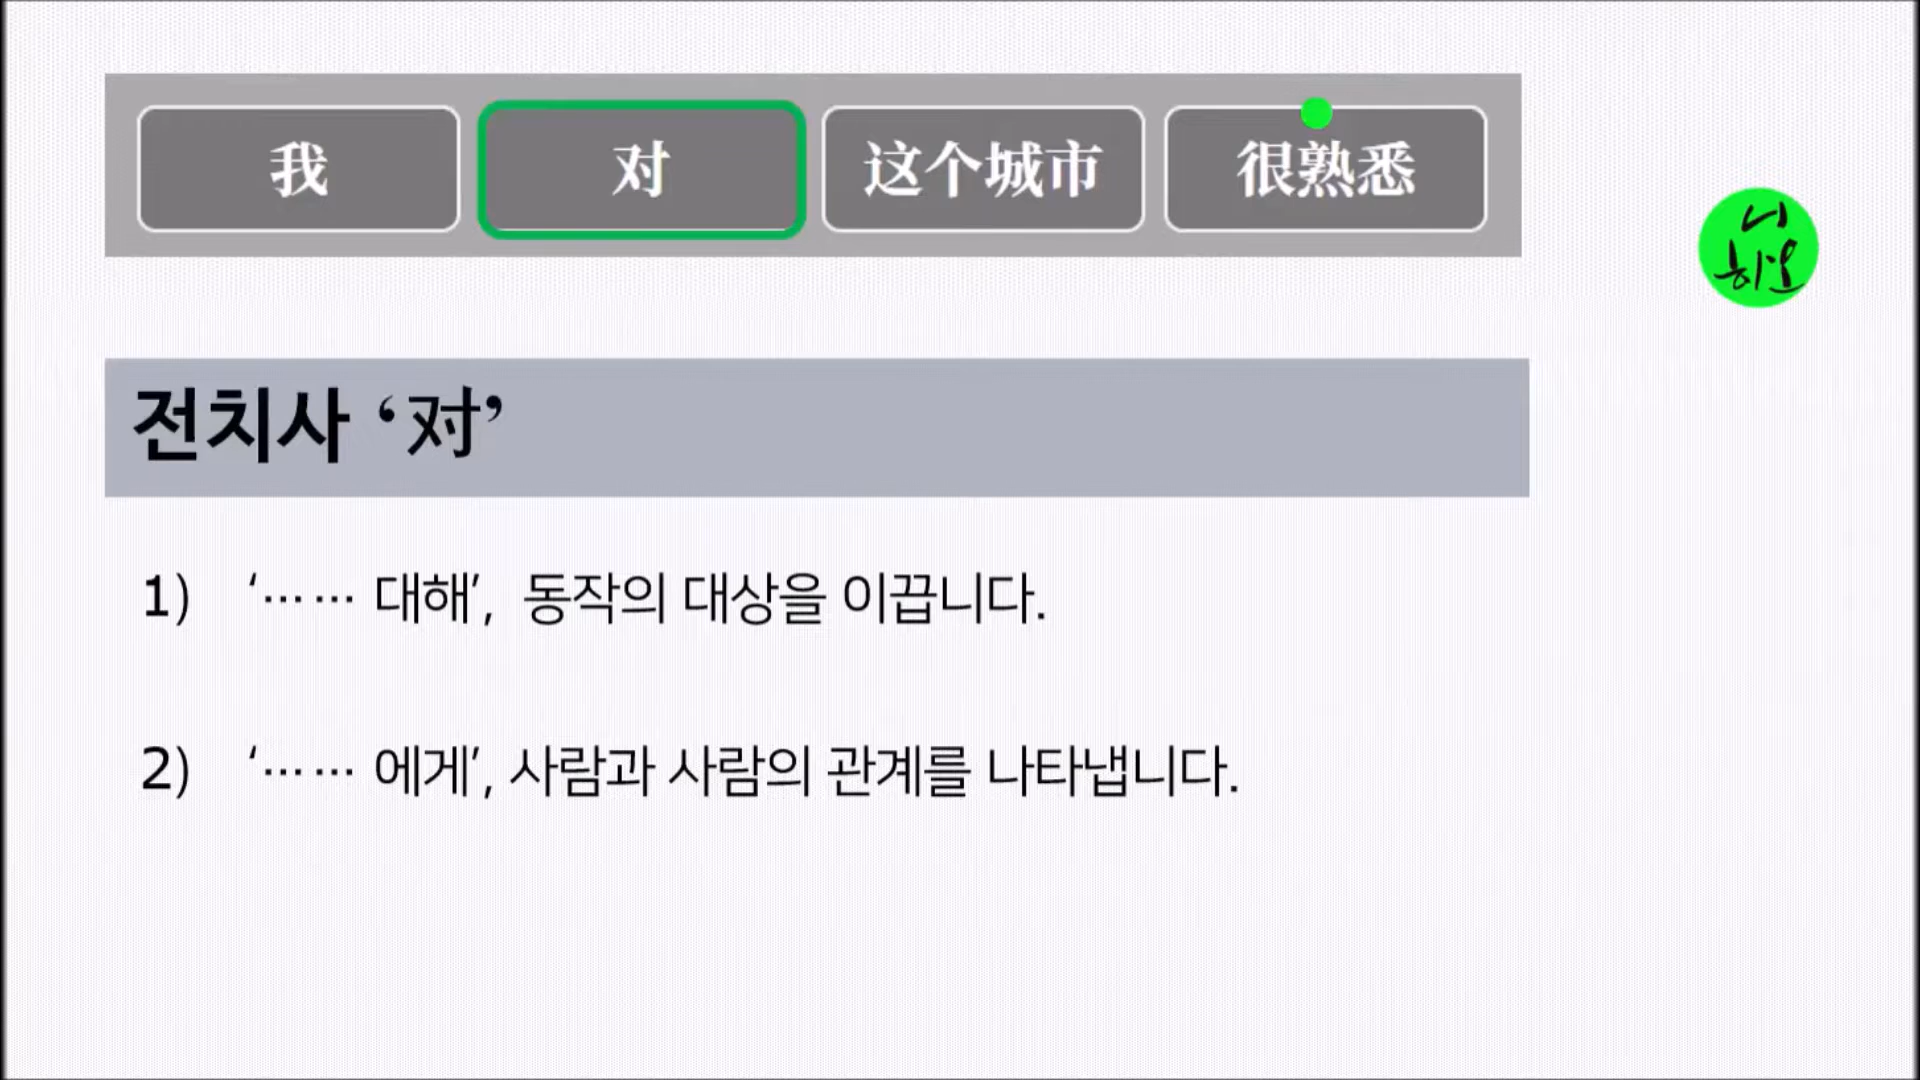 我 对 这个城市 很熟悉
니
하오
전치사 ‘对’
1) ‘…… 대해’, 동작의 대상을 이끕니다.
2) ‘…… 에게’, 사람과 사람의 관계를 나타냅니다.